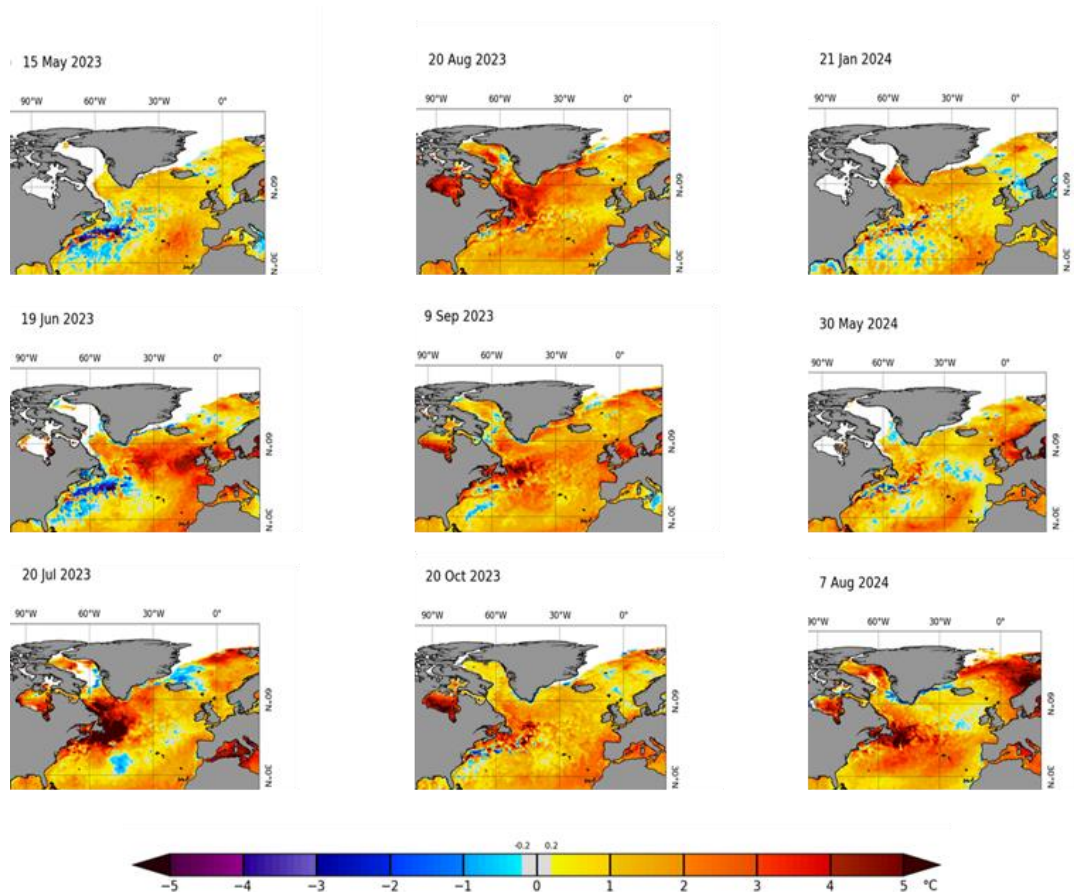 15 May 2023
90°W 60°W 30°W 0°
60°N
30°N
20 Aug 2023
90°W 60°W 30°W 0°
60°N
30°N
21 Jan 2024
90°W 60°W 30°W 0°
60°N
30°N
19 Jun 2023
90°W 60°W 30°W 0°
60°N
30°N
9 Sep 2023
90°W 60°W 30°W 0°
60°N
30°N
30 May 2024
90°W 60°W 30°W 0°
60°N
30°N
20 Jul 2023
90°W 60°W 30°W 0°
60°N
30°N
20 Oct 2023
90°W 60°W 30°W 0°
60°N
30°N
7 Aug 2024
90°W 60°W 30°W 0°
60°N
30°N
-0.2 0.2
−5 −4 −3 −2 −1 0 1 2 3 4 5 °C